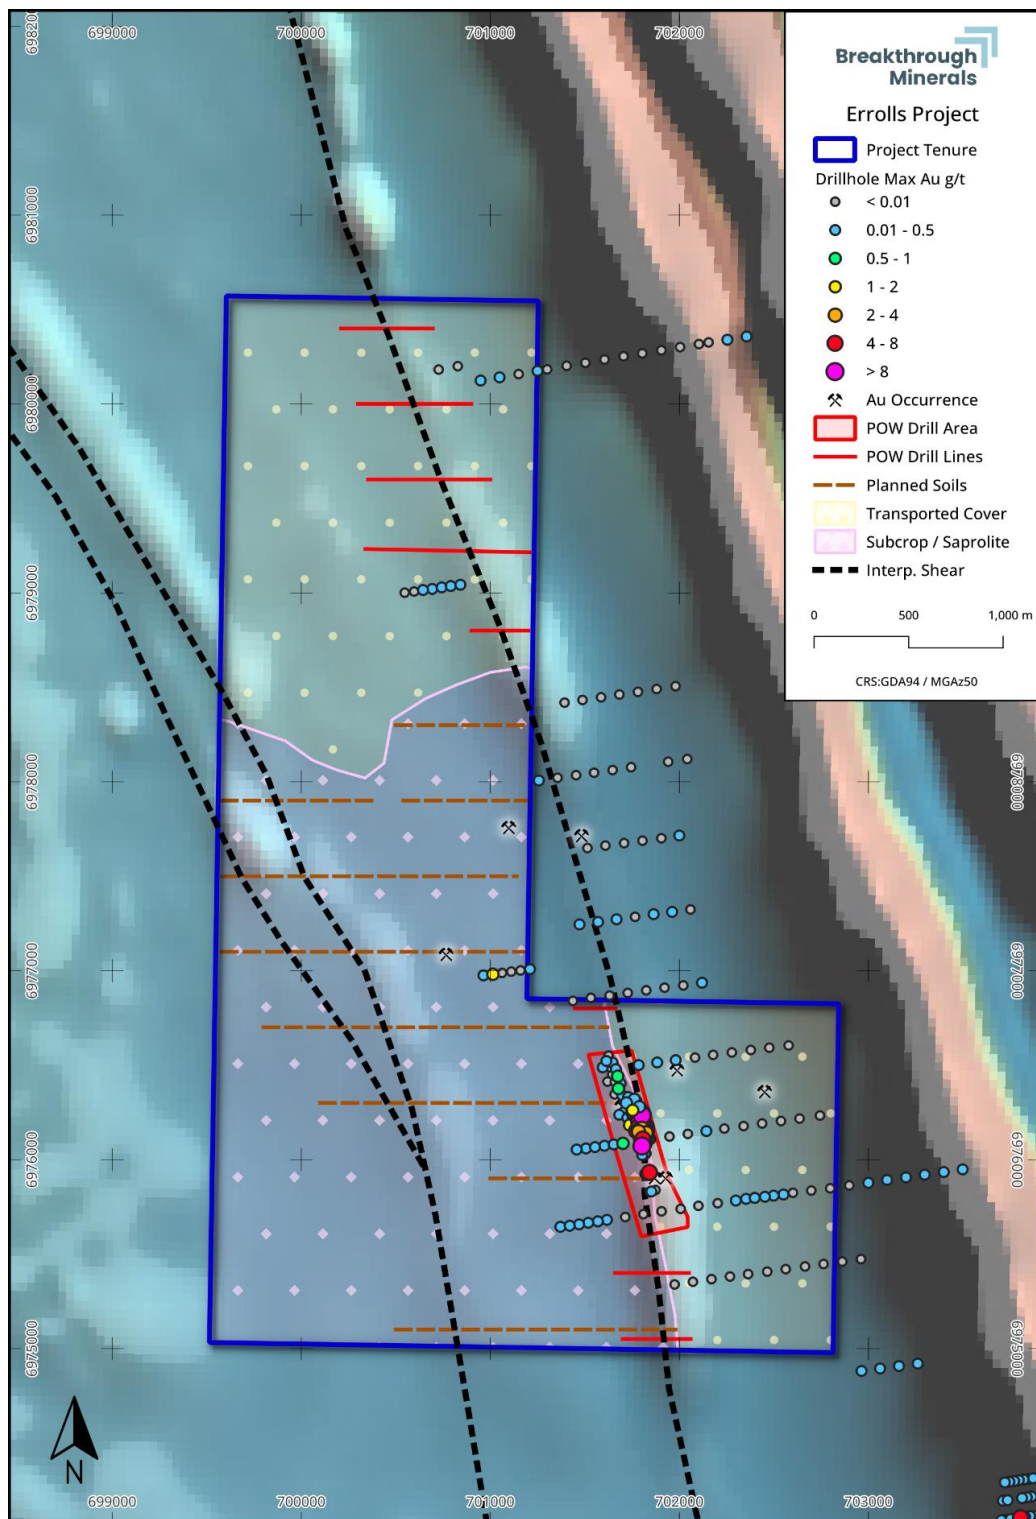 699000
700000
701000
702000
6982000
6981000
6980000
6979000
6978000
6977000
6976000
6975000
Breakthrough
Minerals
Errolls Project
Project Tenure
Drillhole Max Au g/t
< 0.01
0.01 - 0.5
0.5 - 1
1 - 2
2 - 4
4 - 8
> 8
Au Occurrence
POW Drill Area
POW Drill Lines
Planned Soils
Transported Cover
Subcrop / Saprolite
Interp. Shear
0 500 1,000 m
CRS:GDA94 / MGAz50
6978000
6977000
6976000
6975000
N
699000
700000
701000
702000
703000